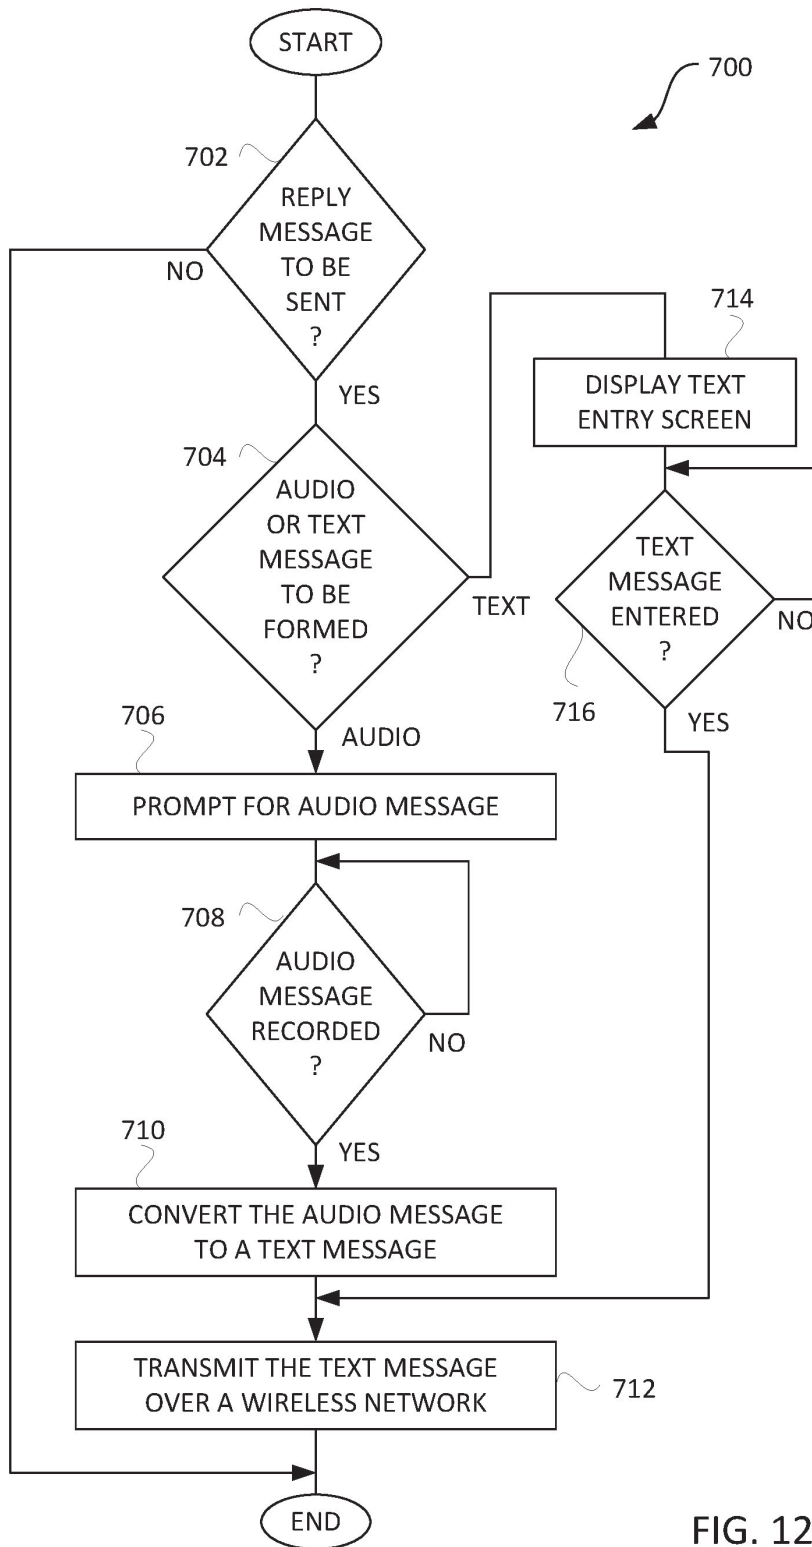 START
700
702
REPLY
MESSAGE
TO BE
SENT
?
NO
YES
704
AUDIO
OR TEXT
MESSAGE
TO BE
FORMED
?
TEXT
AUDIO
714
DISPLAY TEXT
ENTRY SCREEN
TEXT
MESSAGE
ENTERED
?
NO
716
YES
706
PROMPT FOR AUDIO MESSAGE
708
AUDIO
MESSAGE
RECORDED
?
NO
YES
710
CONVERT THE AUDIO MESSAGE
TO A TEXT MESSAGE
TRANSMIT THE TEXT MESSAGE
OVER A WIRELESS NETWORK
712
END
FIG. 12